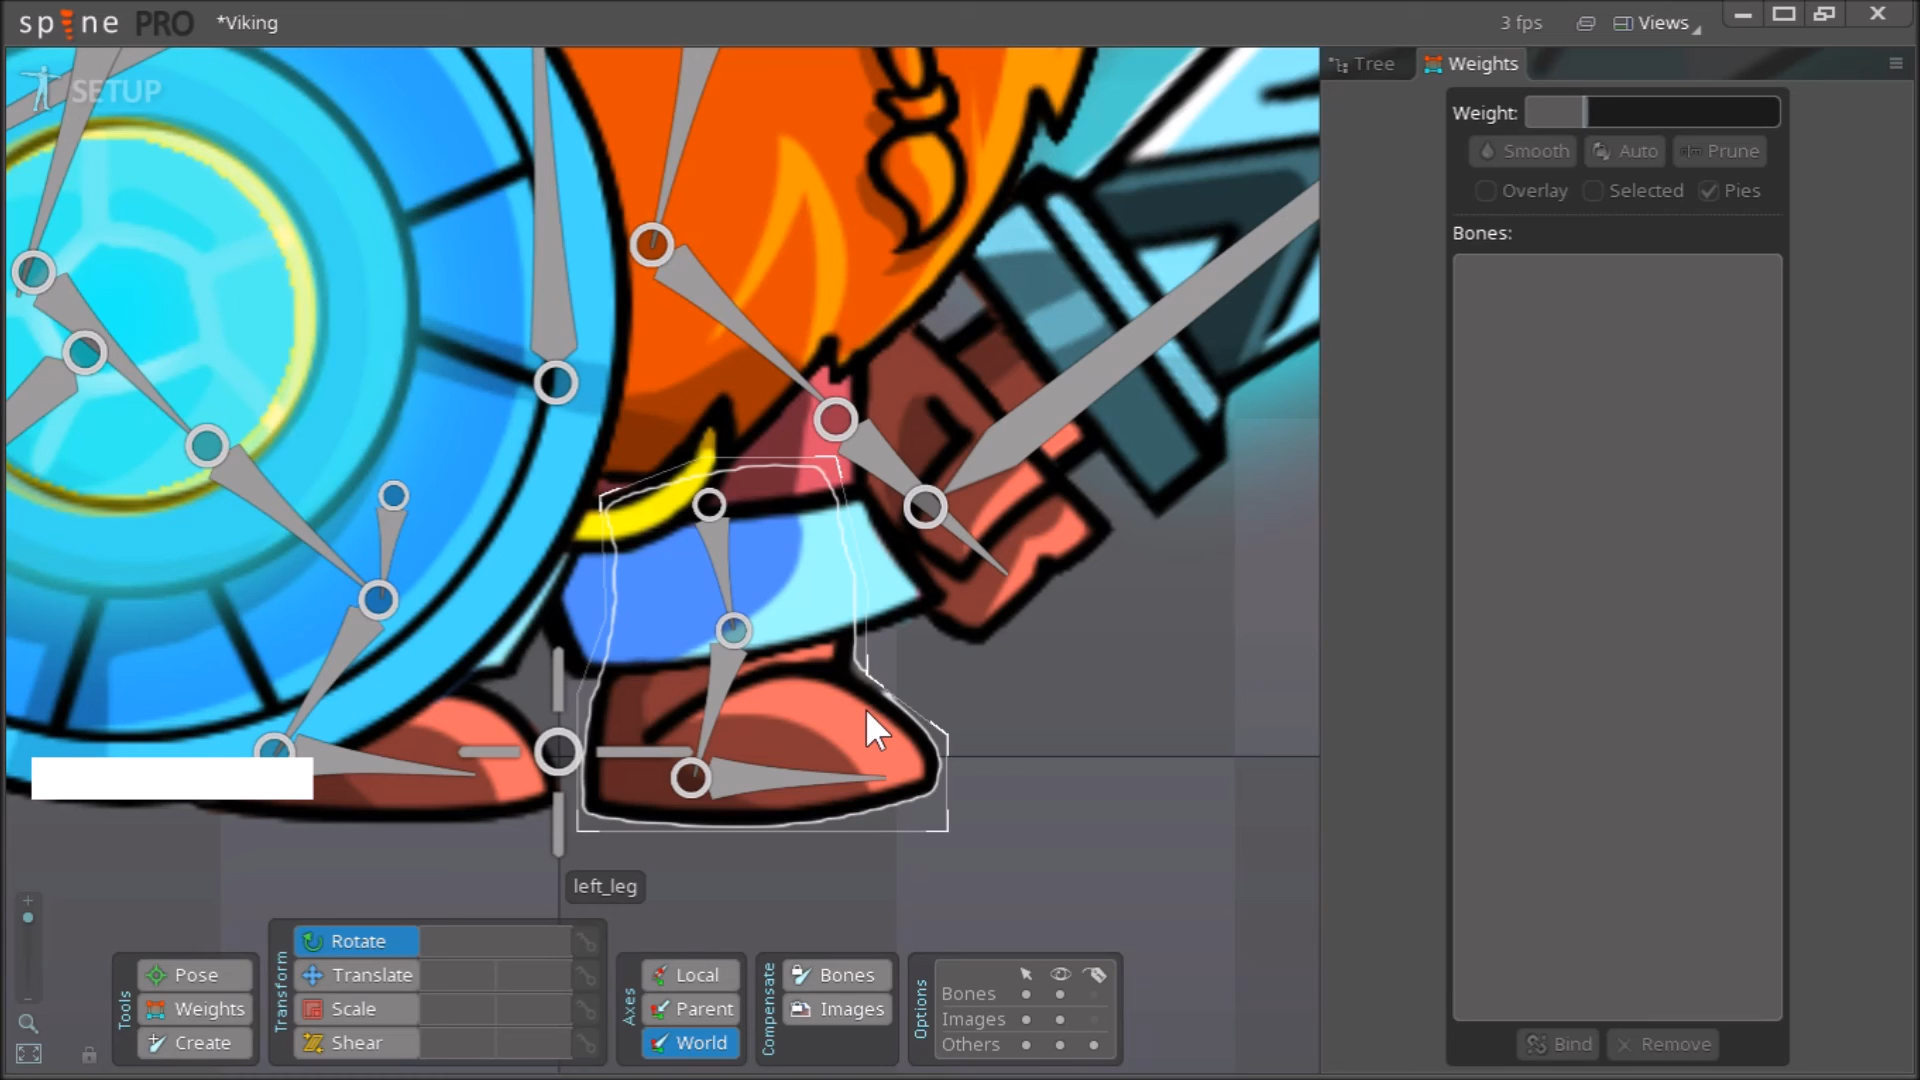 spine PRO *Viking 3 fps Views
SETUP
Tree Weights
Weight:
Smooth Auto Prune
Overlay Selected Pies
Bones:
left_leg
Tools
Pose
Weights
Create
Transform
Rotate
Translate
Scale
Shear
Axes
Local
Parent
World
Compensate
Bones
Images
Options
Bones
Images
Others
Bind Remove